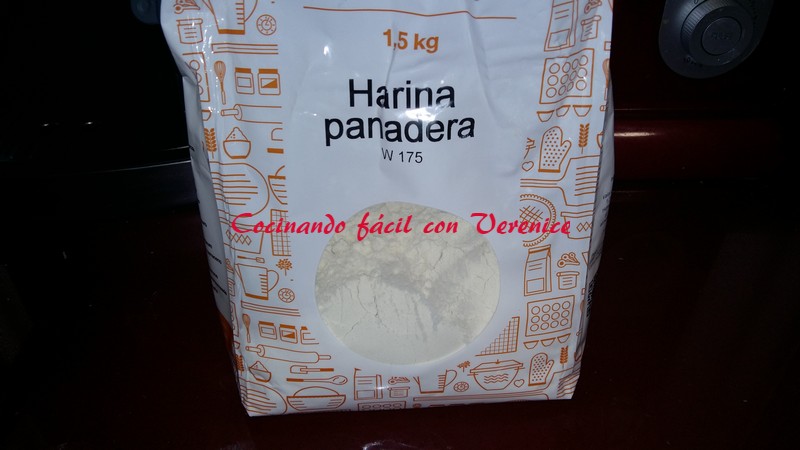 1,5 kg
Harina
panadera
W 175
Cocinando fácil con Verenice